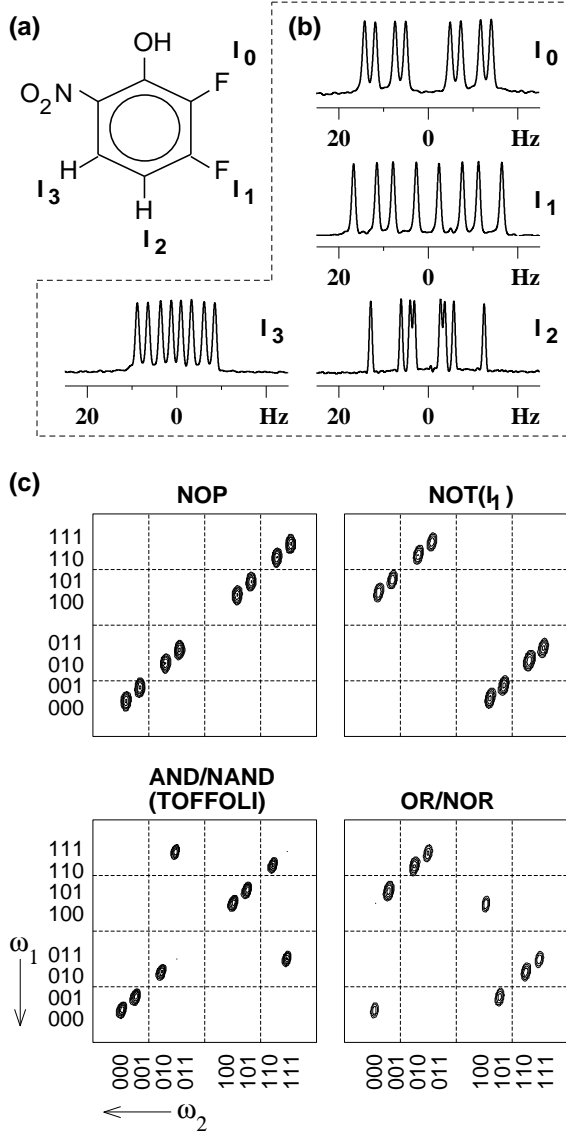 (a)
OH
I0
O2N
F
H
F
I3
H
I1
I2
(b)
I0
20 0 Hz
I1
20 0 Hz
I3
20 0 Hz
I2
20 0 Hz
(c)
NOP
NOT(I1)
111
110
101
100
011
010
001
000
AND/NAND
(TOFFOLI)
OR/NOR
111
110
101
100
ω1
011
010
001
000
000 001 010 011 100 101 110 111
000 001 010 011 100 101 110 111
ω2